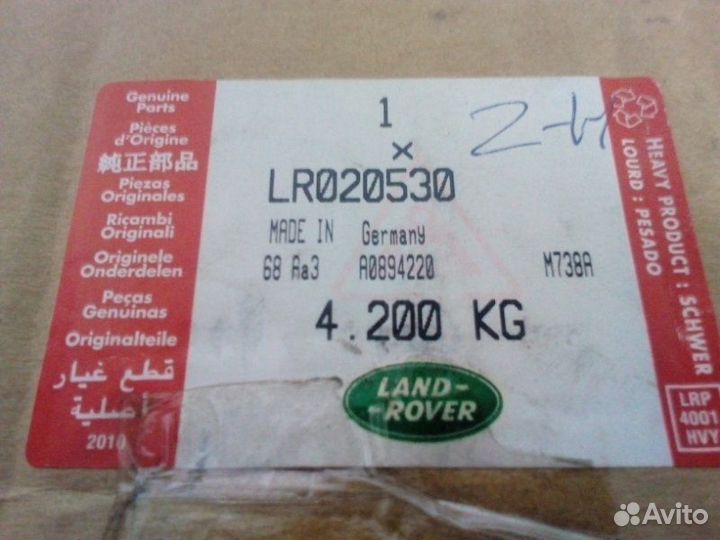 Genuine
Parts
Pièces
d'Origine
純正部品
Piezas
Originales
Ricambi
Originali
Originele
Onderdelen
Peças
Genuinas
Originalteile
قطع غيار
أصلية
2010
1
x
LR020530
MADE IN Germany
68 Aa3 A0894220 M738A
4.200 KG
LAND-
-ROVER
HEAVY PRODUCT : SCHWER
LOURD : PESADO
LRP
4001
HVY
Avito